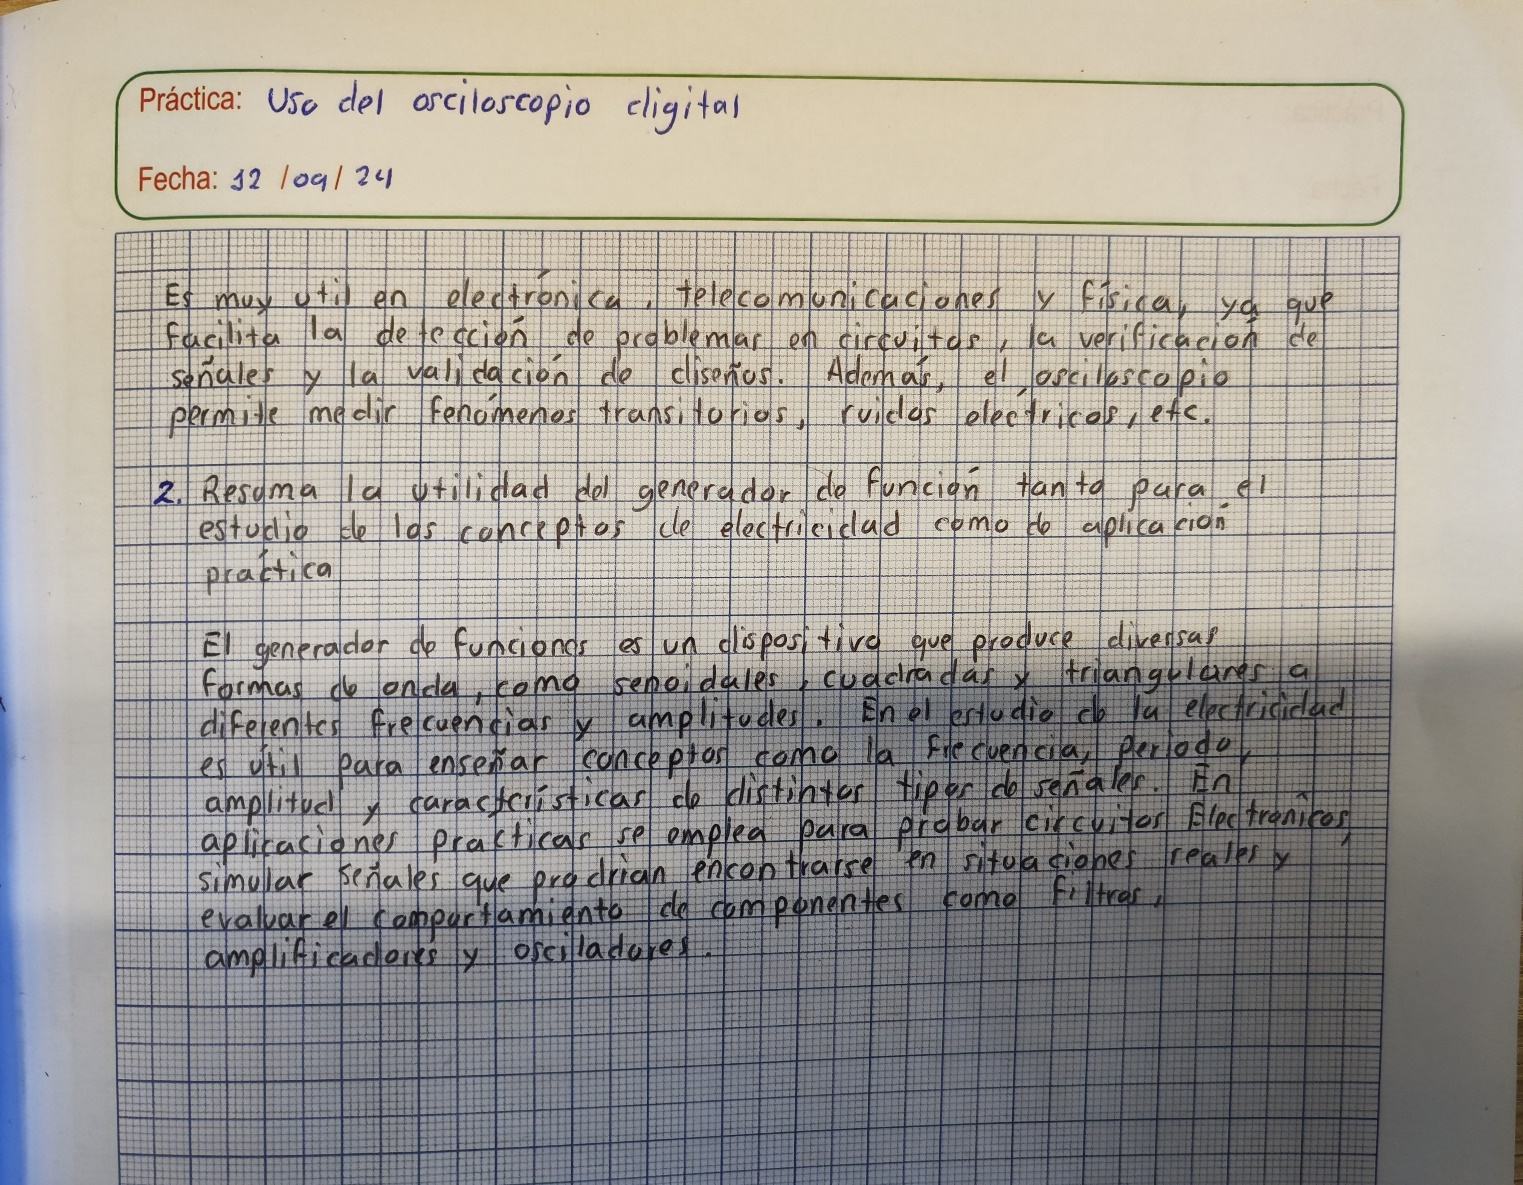 Práctica: Uso del osciloscopio digital
Fecha: 12 /09/ 24
Es muy util en electrónica, telecomunicaciones y física, ya que
facilita la detección de problemas en circuitos, la verificación de
señales y la validación de diseños. Además, el osciloscopio
permite medir fenómenos transitorios, ruidos eléctricos, etc.
2. Resuma la utilidad del generador de función tanto para el
estudio de los conceptos de electricidad como de aplicación
práctica
El generador de funciones es un dispositivo que produce diversas
formas de onda, como senoidales, cuadradas y triangulares a
diferentes frecuencias y amplitudes. En el estudio de la electricidad
es útil para enseñar conceptos como la frecuencia, periodo,
amplitud y características de distintos tipos de señales. En
aplicaciones practicas se emplea para probar circuitos Electrónicos,
simular señales que prodrian encontrarse en situaciones reales y
evaluar el comportamiento de componentes como filtros,
amplificadores y osciladores.